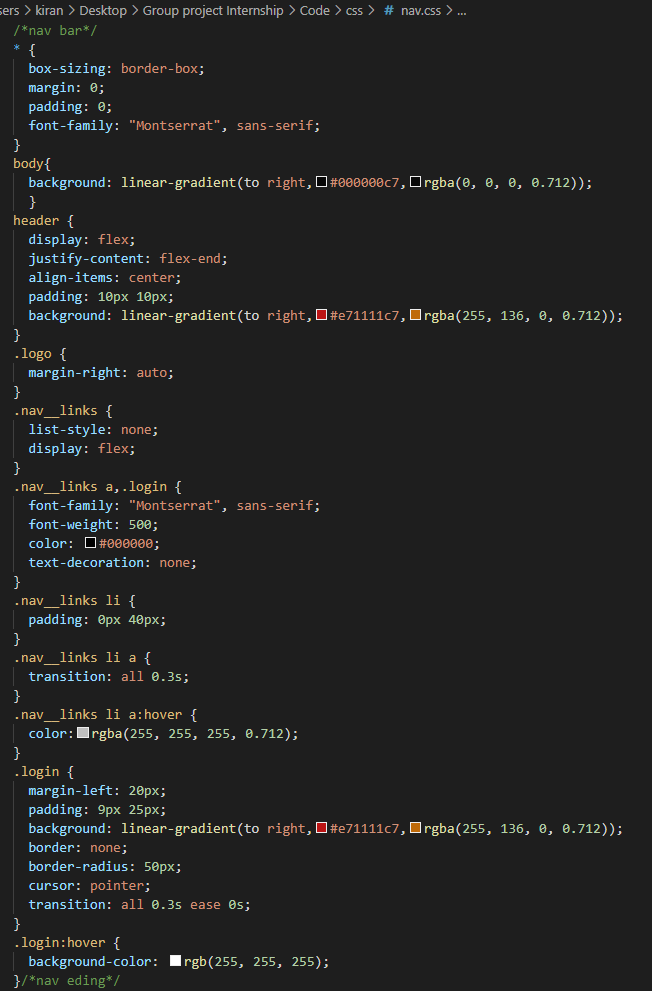 sers > kiran > Desktop > Group project Internship > Code > css > # nav.css > ...
/*nav bar*/
* {
  box-sizing: border-box;
  margin: 0;
  padding: 0;
  font-family: "Montserrat", sans-serif;
}
body{
  background: linear-gradient(to right,#000000c7,rgba(0, 0, 0, 0.712));
  }
header {
  display: flex;
  justify-content: flex-end;
  align-items: center;
  padding: 10px 10px;
  background: linear-gradient(to right,#e71111c7,rgba(255, 136, 0, 0.712));
}
.logo {
  margin-right: auto;
}
.nav__links {
  list-style: none;
  display: flex;
}
.nav__links a,.login {
  font-family: "Montserrat", sans-serif;
  font-weight: 500;
  color: #000000;
  text-decoration: none;
}
.nav__links li {
  padding: 0px 40px;
}
.nav__links li a {
  transition: all 0.3s;
}
.nav__links li a:hover {
  color:rgba(255, 255, 255, 0.712);
}
.login {
  margin-left: 20px;
  padding: 9px 25px;
  background: linear-gradient(to right,#e71111c7,rgba(255, 136, 0, 0.712));
  border: none;
  border-radius: 50px;
  cursor: pointer;
  transition: all 0.3s ease 0s;
}
.login:hover {
  background-color: rgb(255, 255, 255);
}/*nav eding*/